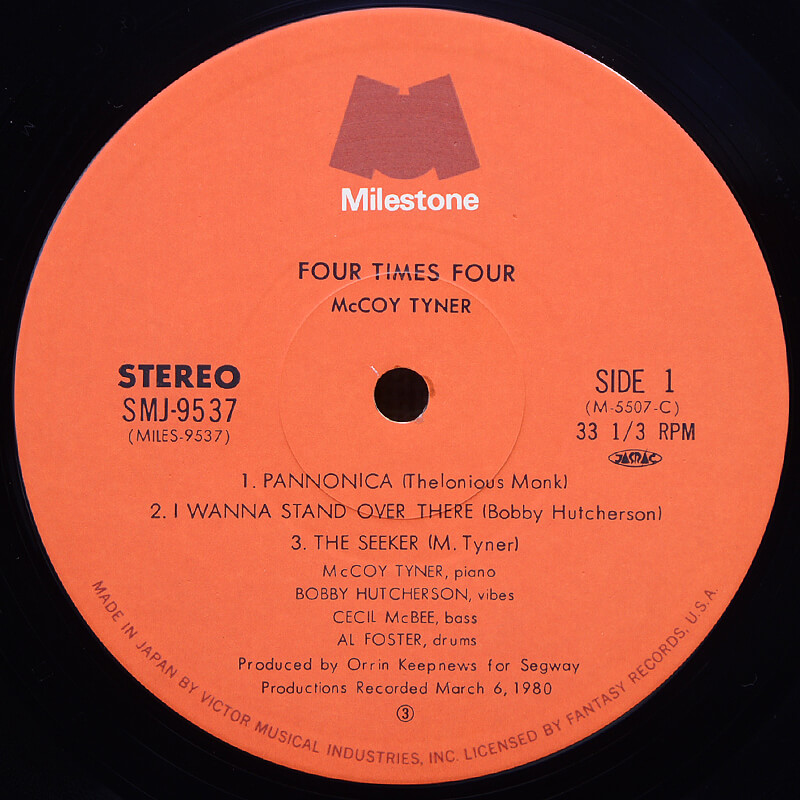 Milestone
FOUR TIMES FOUR
McCOY TYNER
STEREO
SMJ-9537
(MILES-9537)
SIDE 1
(M-5507-C)
33 1/3 RPM
JASRAC
1. PANNONICA (Thelonious Monk)
2. I WANNA STAND OVER THERE (Bobby Hutcherson)
3. THE SEEKER (M. Tyner)
McCOY TYNER, piano
BOBBY HUTCHERSON, vibes
CECIL McBEE, bass
AL FOSTER, drums
Produced by Orrin Keepnews for Segway
Productions Recorded March 6, 1980
③
MADE IN JAPAN BY VICTOR MUSICAL INDUSTRIES, INC. LICENSED BY FANTASY RECORDS, U.S.A.